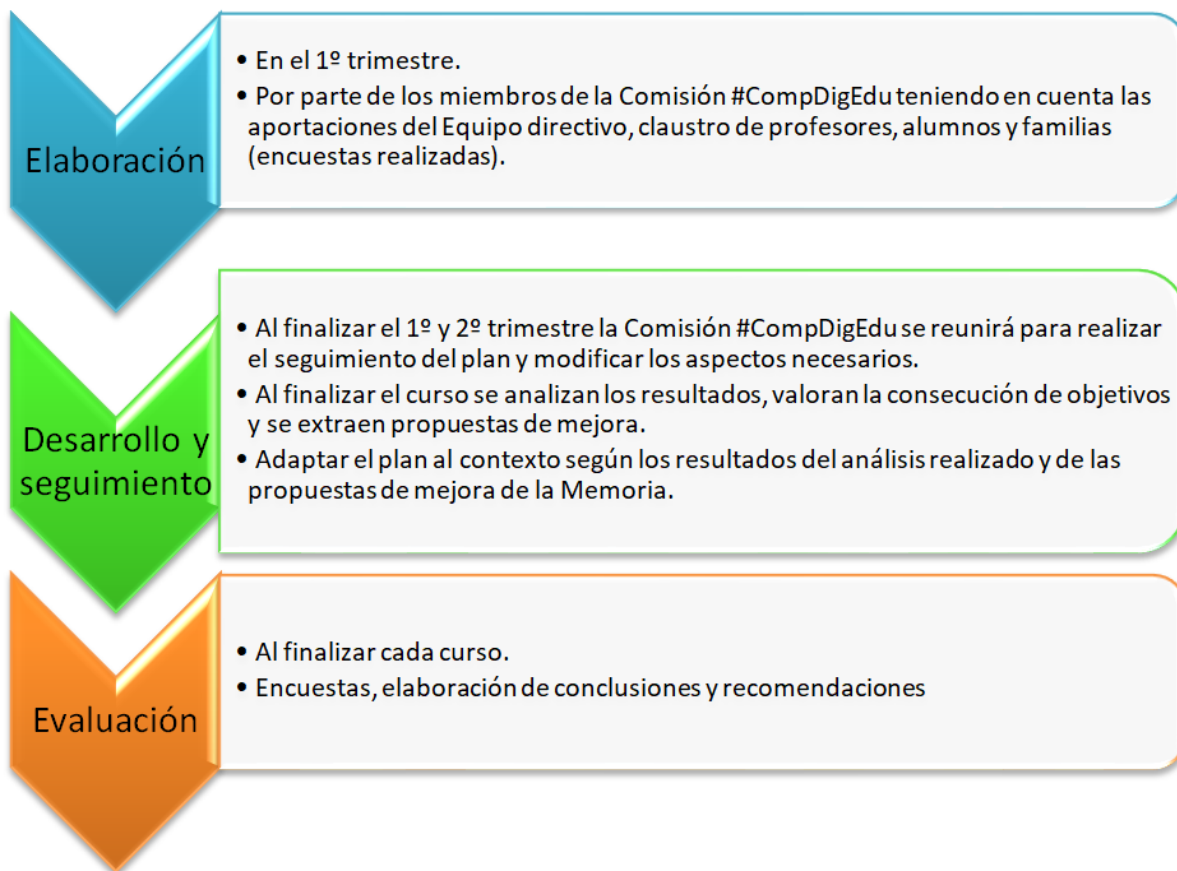 Elaboración
• En el 1º trimestre.
• Por parte de los miembros de la Comisión #CompDigEdu teniendo en cuenta las
aportaciones del Equipo directivo, claustro de profesores, alumnos y familias
(encuestas realizadas).
Desarrollo y
seguimiento
• Al finalizar el 1º y 2º trimestre la Comisión #CompDigEdu se reunirá para realizar
el seguimiento del plan y modificar los aspectos necesarios.
• Al finalizar el curso se analizan los resultados, valoran la consecución de objetivos
y se extraen propuestas de mejora.
• Adaptar el plan al contexto según los resultados del análisis realizado y de las
propuestas de mejora de la Memoria.
Evaluación
• Al finalizar cada curso.
• Encuestas, elaboración de conclusiones y recomendaciones